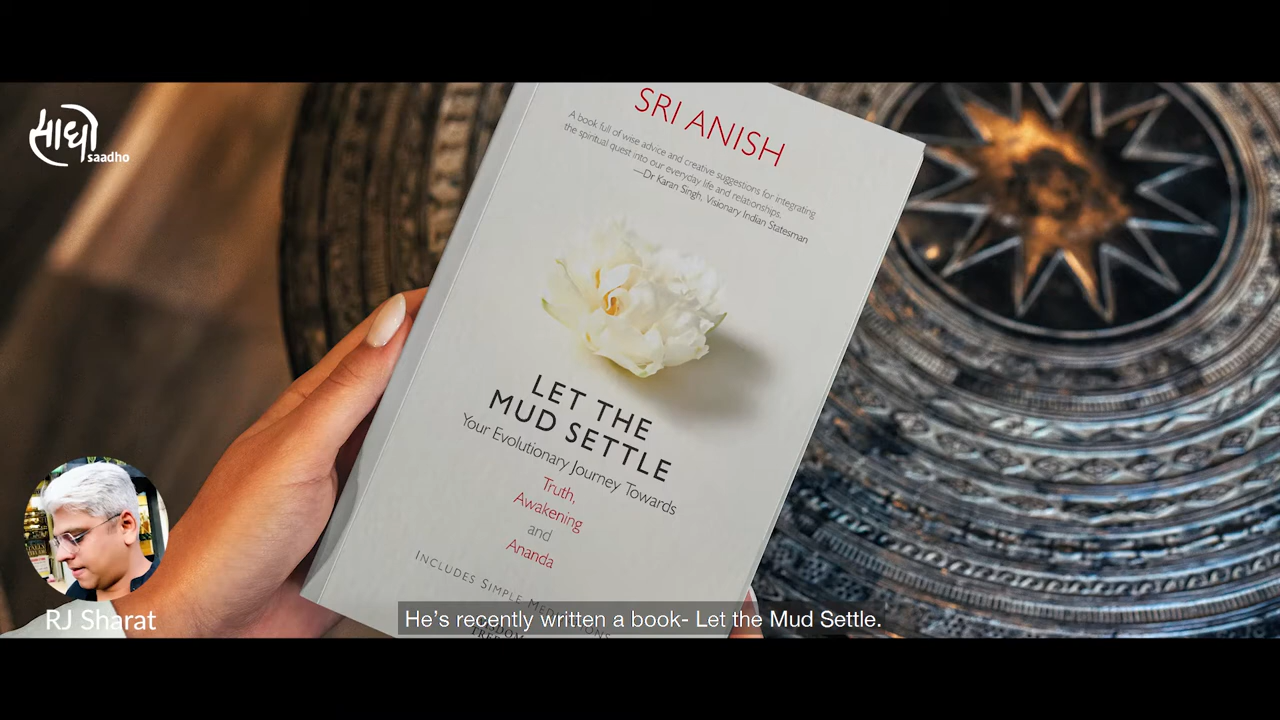 સાધો
saadho
SRI ANISH
A book full of wise advice and creative suggestions for integrating
the spiritual quest into our everyday life and relationships.
—Dr Karan Singh, Visionary Indian Statesman
LET THE
MUD SETTLE
Your Evolutionary Journey Towards
Truth,
Awakening
and
Ananda
INCLUDES SIMPLE
RJ Sharat
He's recently written a book- Let the Mud Settle.